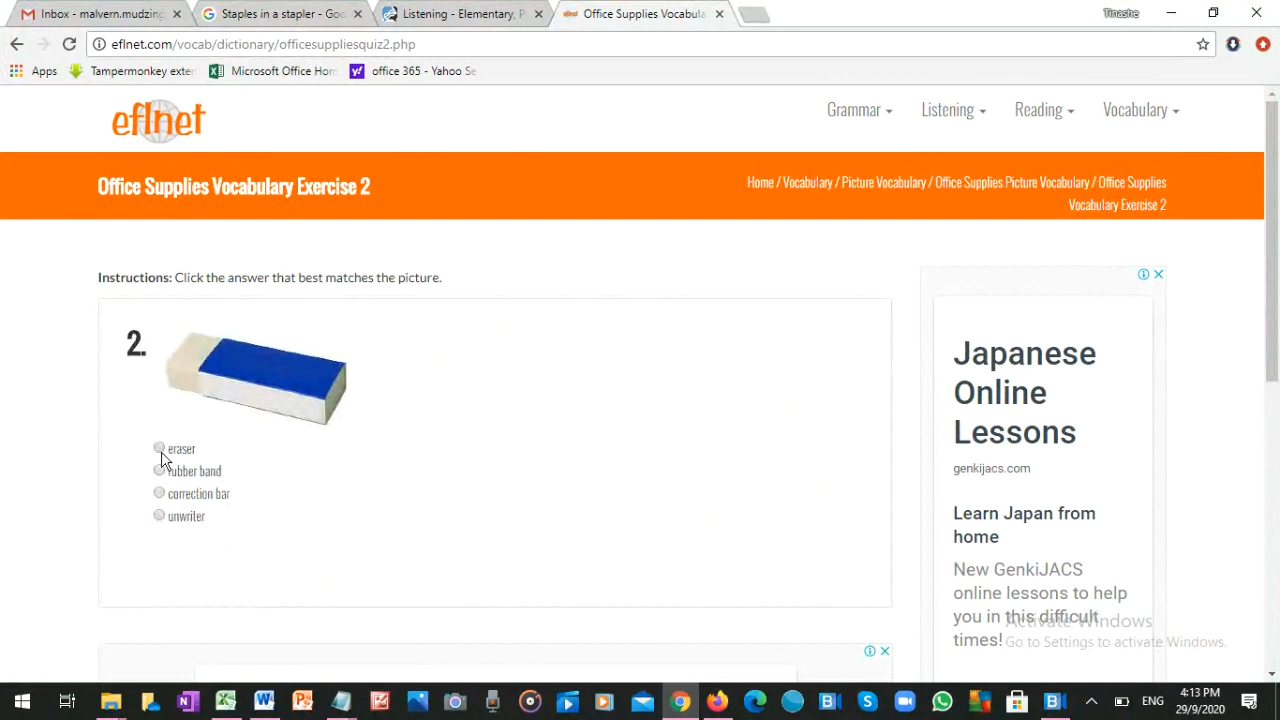 Inbox - malvern.mudzing
Staples in a stapler - Goo
Listening - Elementary, P
Office Supplies Vocabula
Tinashe
eflnet.com/vocab/dictionary/officesuppliesquiz2.php
Apps
Tampermonkey exten
Microsoft Office Hom
office 365 - Yahoo Se
eflnet
Grammar
Listening
Reading
Vocabulary
Office Supplies Vocabulary Exercise 2
Home / Vocabulary / Picture Vocabulary / Office Supplies Picture Vocabulary / Office Supplies
Vocabulary Exercise 2
Instructions: Click the answer that best matches the picture.
2.
eraser
rubber band
correction bar
unwriter
Japanese
Online
Lessons
genkijacs.com
Learn Japan from
home
New GenkiJACS
online lessons to help
you in this difficult
times!
Activate Windows
Go to Settings to activate Windows.
ENG
4:13 PM
29/9/2020